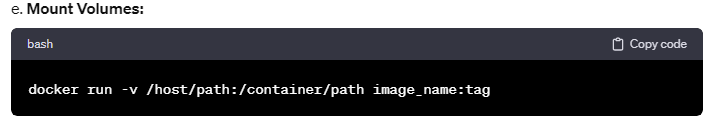 e. Mount Volumes:
bash Copy code
docker run -v /host/path:/container/path image_name:tag